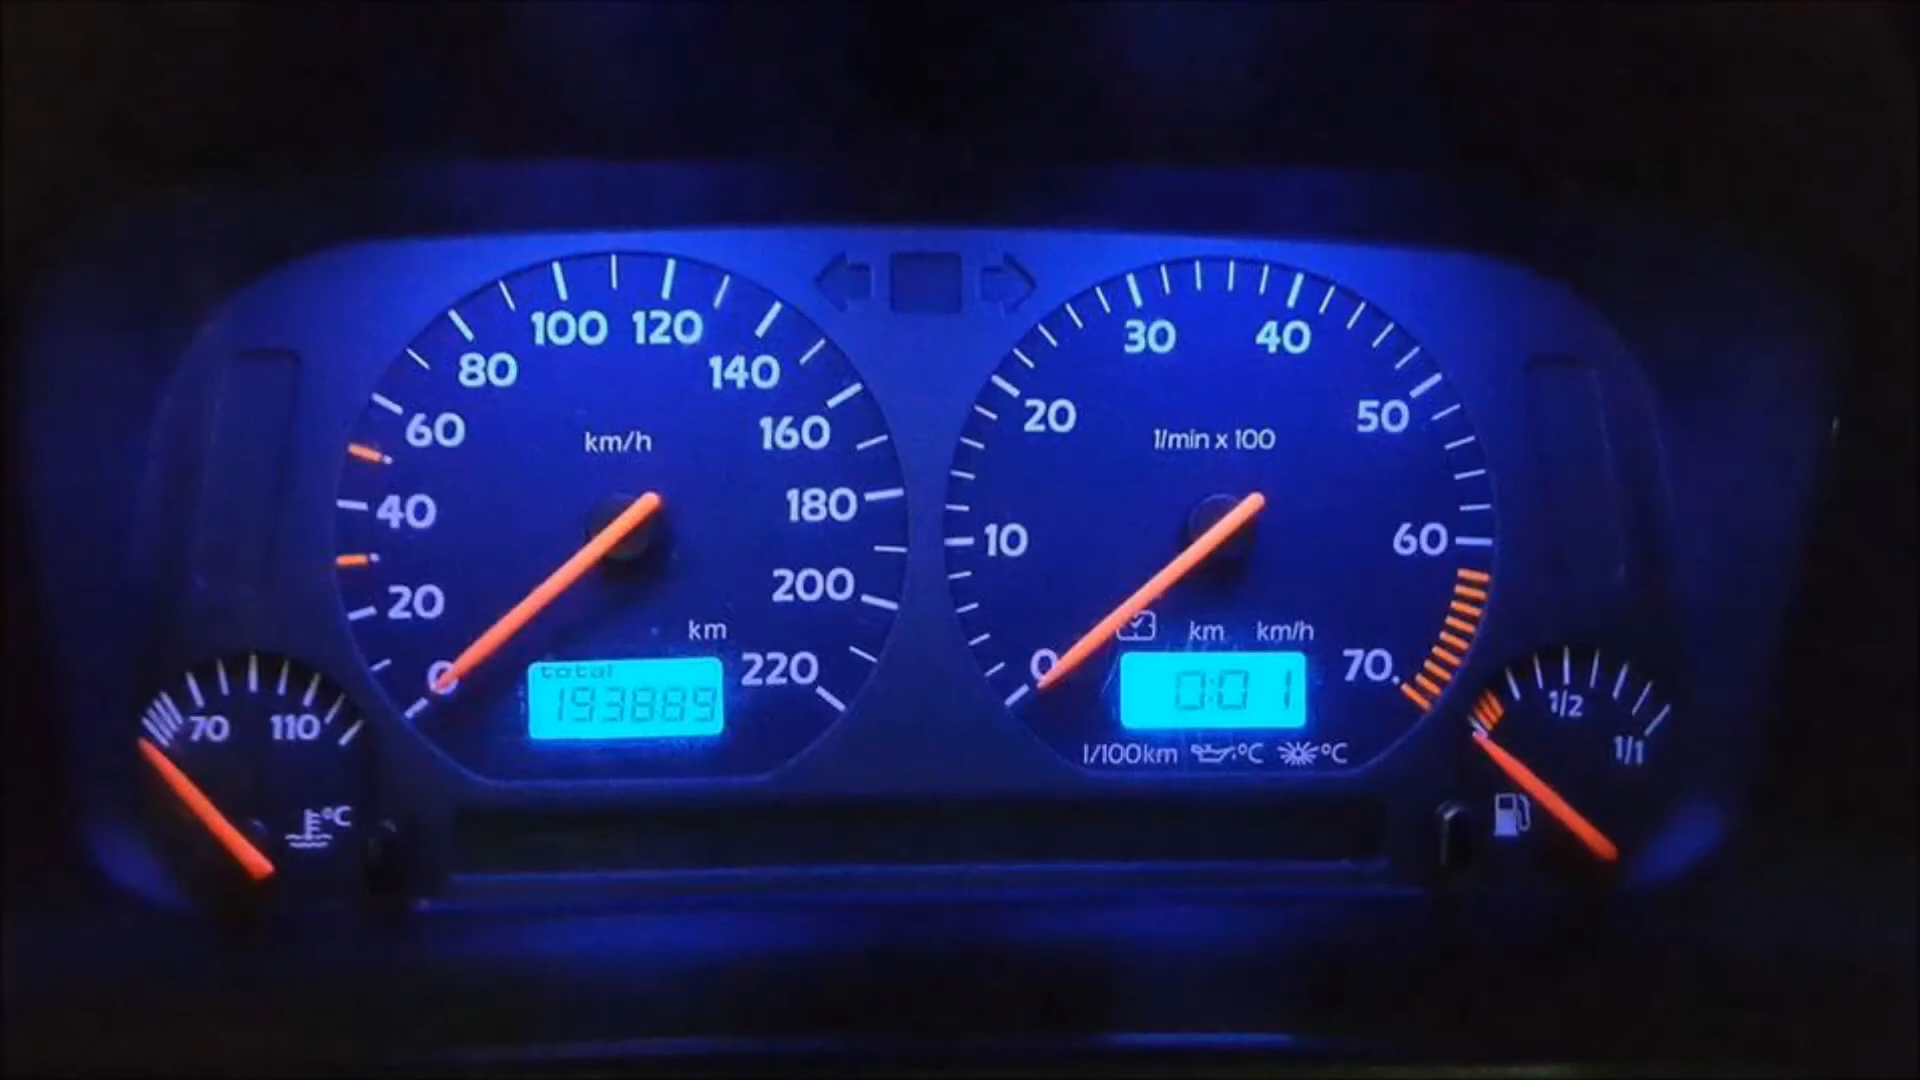 100 120
30 40
80 140
20 50
60 160
km/h
1/min x 100
40 180
10 60
20 200
km
km km/h
0 220
0 70
total
193889
0:01
70 110
1/2
1/1
1/100km °C °C
°C